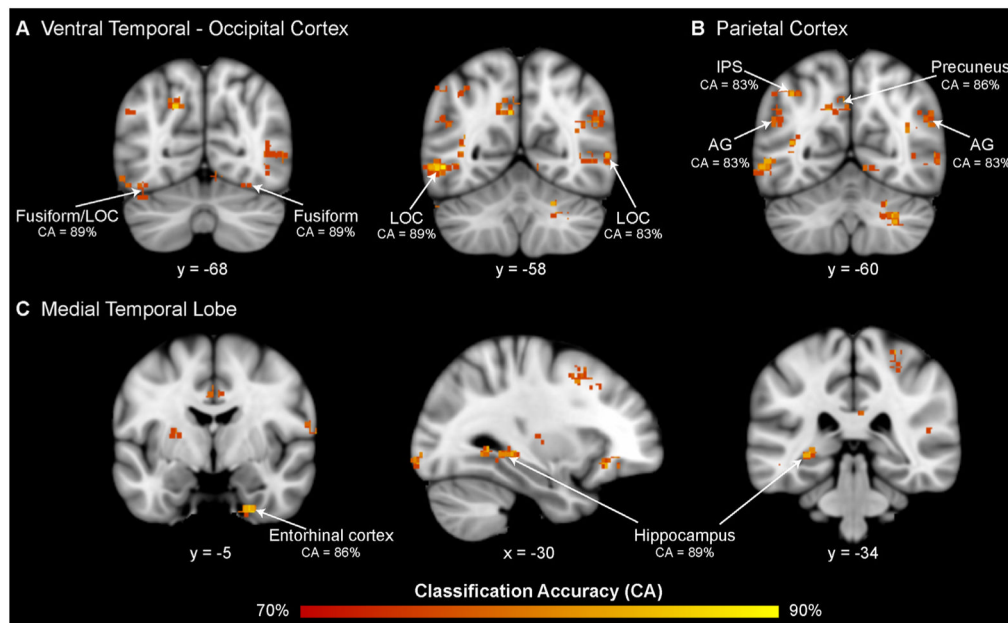 A Ventral Temporal - Occipital Cortex
B Parietal Cortex
IPS
CA = 83%
Precuneus
CA = 86%
AG
CA = 83%
AG
CA = 83%
Fusiform/LOC
CA = 89%
Fusiform
CA = 89%
LOC
CA = 89%
LOC
CA = 83%
y = -68
y = -58
y = -60
C Medial Temporal Lobe
Entorhinal cortex
CA = 86%
Hippocampus
CA = 89%
y = -5
x = -30
y = -34
Classification Accuracy (CA)
70%
90%